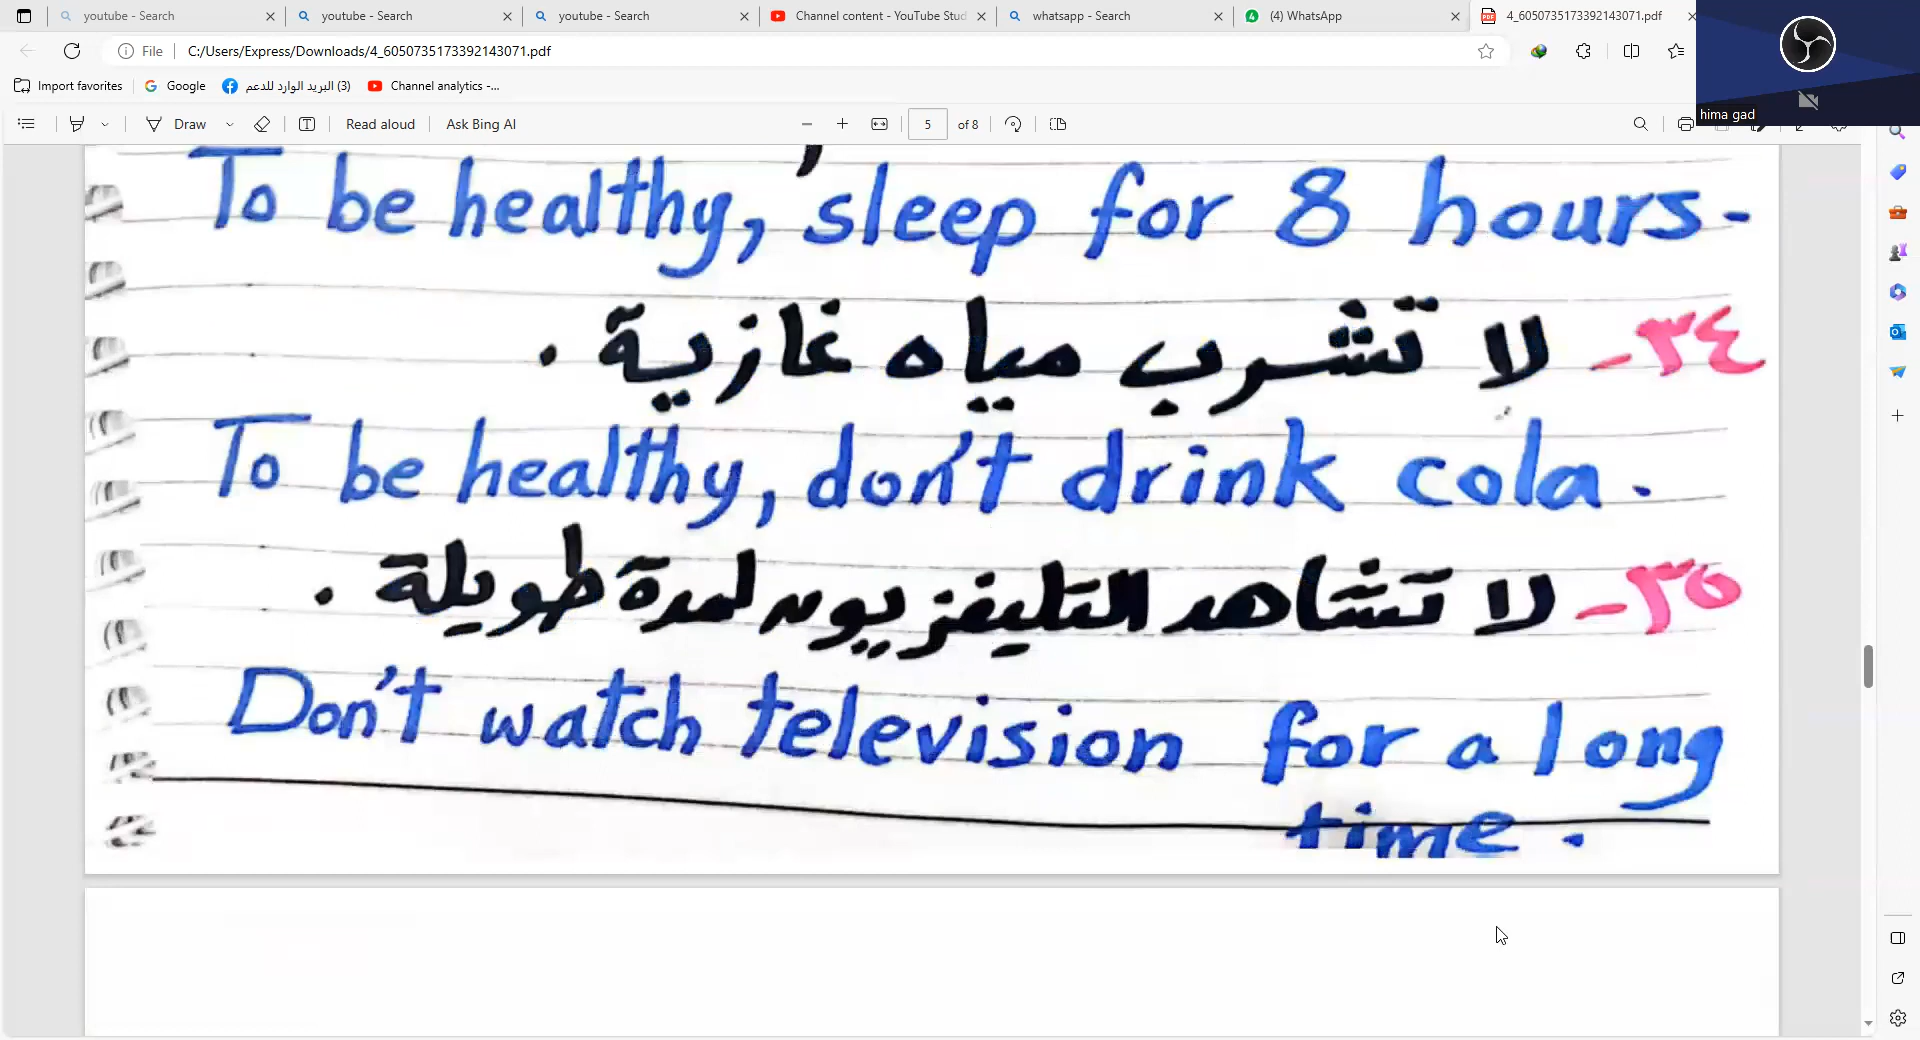 youtube - Search
youtube - Search
youtube - Search
Channel content - YouTube Stud
whatsapp - Search
(4) WhatsApp
4_6050735173392143071.pdf
File
C:/Users/Express/Downloads/4_6050735173392143071.pdf
Import favorites
Google
البريد الوارد للدعم (3)
Channel analytics -...
hima gad
Draw
Read aloud
Ask Bing AI
5 of 8
To be healthy, sleep for 8 hours.
٣٤- لا تشرب مياه غازية .
To be healthy, don't drink cola.
٣٥- لا تشاهد التليفزيون لمدة طويلة .
Don't watch television for a long
time.